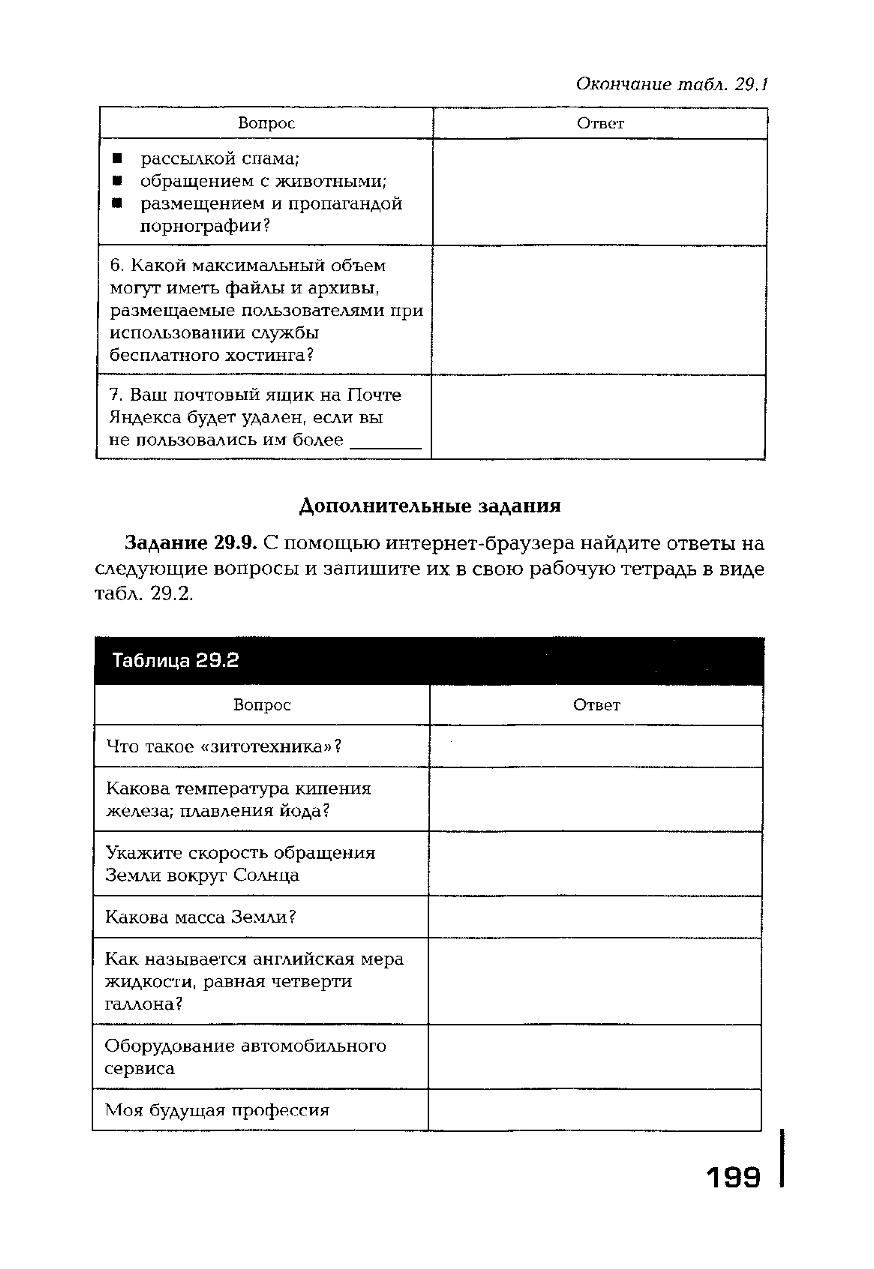 Окончание табл. 29.1
Вопрос Ответ
■ рассылкой спама;
■ обращением с животными;
■ размещением и пропагандой
порнографии?
6. Какой максимальный объем
могут иметь файлы и архивы,
размещаемые пользователями при
использовании службы
бесплатного хостинга?
7. Ваш почтовый ящик на Почте
Яндекса будет удален, если вы
не пользовались им более ________
Дополнительные задания
Задание 29.9. С помощью интернет-браузера найдите ответы на
следующие вопросы и запишите их в свою рабочую тетрадь в виде
табл. 29.2.
Таблица 29.2
Вопрос Ответ
Что такое «зитотехника»?
Какова температура кипения
железа; плавления йода?
Укажите скорость обращения
Земли вокруг Солнца
Какова масса Земли?
Как называется английская мера
жидкости, равная четверти
галлона?
Оборудование автомобильного
сервиса
Моя будущая профессия
199